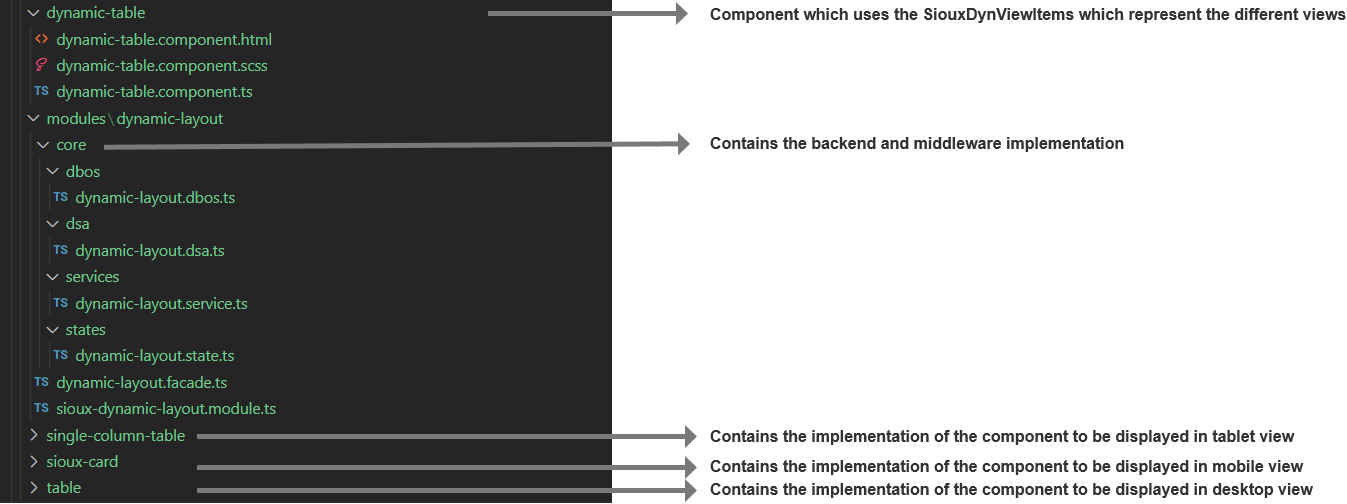 dynamic-table Component which uses the SiouxDynViewItems which represent the different views
dynamic-table.component.html
dynamic-table.component.scss
TS dynamic-table.component.ts
modules\dynamic-layout
core Contains the backend and middleware implementation
dbos
TS dynamic-layout.dbos.ts
dsa
TS dynamic-layout.dsa.ts
services
TS dynamic-layout.service.ts
states
TS dynamic-layout.state.ts
TS dynamic-layout.facade.ts
TS sioux-dynamic-layout.module.ts
single-column-table Contains the implementation of the component to be displayed in tablet view
sioux-card Contains the implementation of the component to be displayed in mobile view
table Contains the implementation of the component to be displayed in desktop view